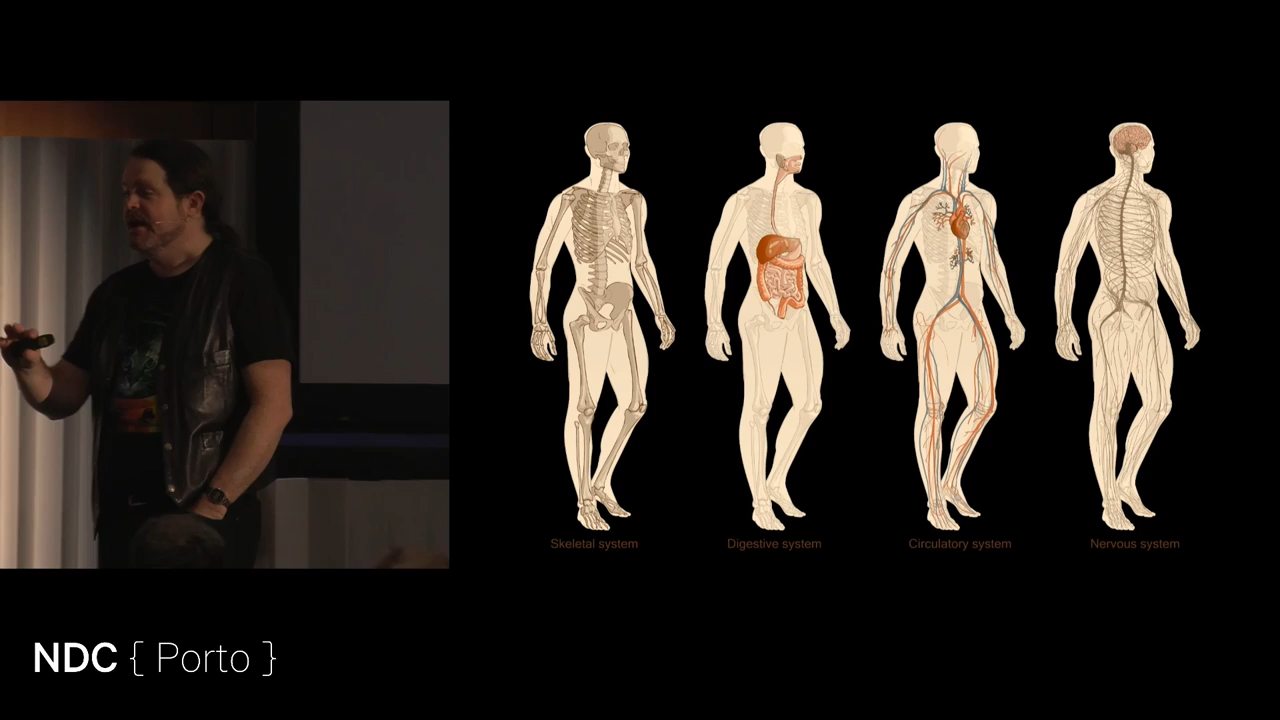 Skeletal system
Digestive system
Circulatory system
Nervous system
NDC { Porto }